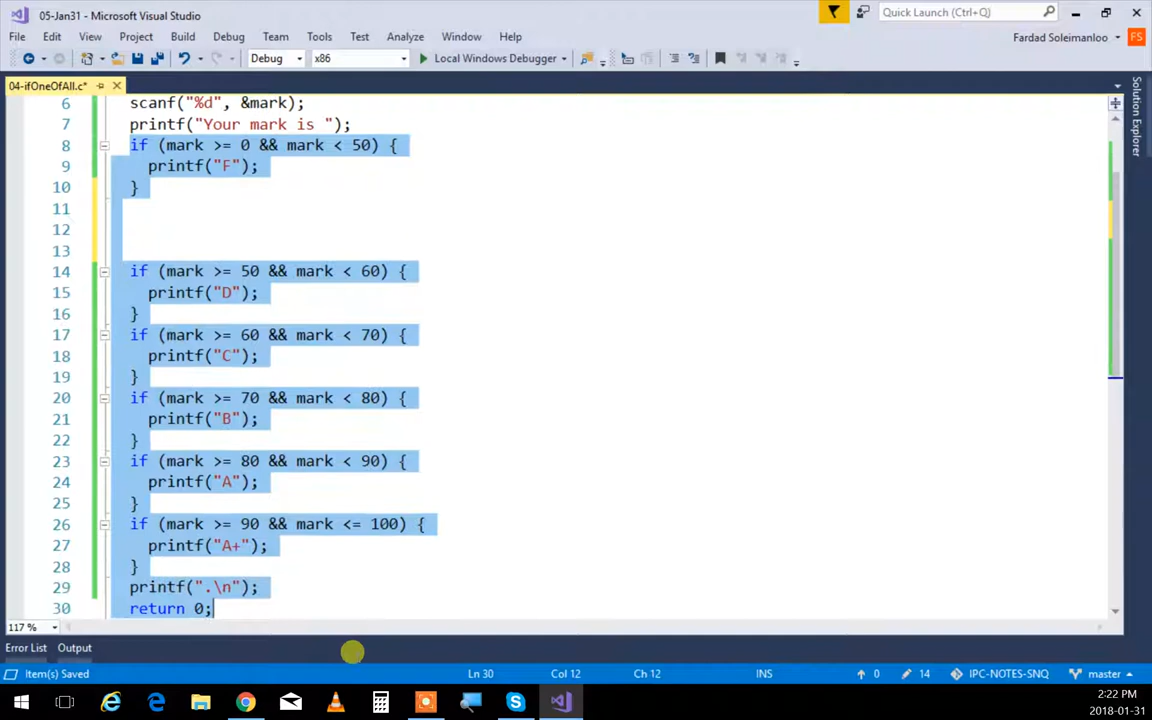 05-Jan31 - Microsoft Visual Studio
Quick Launch (Ctrl+Q)
File Edit View Project Build Debug Team Tools Test Analyze Window Help
Fardad Soleimanloo FS
Debug x86 Local Windows Debugger
04-ifOneOfAll.c*
Solution Explorer
6 scanf("%d", &mark);
7 printf("Your mark is ");
8 if (mark >= 0 && mark < 50) {
9 printf("F");
10 }
11
12
13
14 if (mark >= 50 && mark < 60) {
15 printf("D");
16 }
17 if (mark >= 60 && mark < 70) {
18 printf("C");
19 }
20 if (mark >= 70 && mark < 80) {
21 printf("B");
22 }
23 if (mark >= 80 && mark < 90) {
24 printf("A");
25 }
26 if (mark >= 90 && mark <= 100) {
27 printf("A+");
28 }
29 printf(".\n");
30 return 0;
117 %
Error List Output
Item(s) Saved Ln 30 Col 12 Ch 12 INS 0 14 IPC-NOTES-SNQ master
2:22 PM
2018-01-31